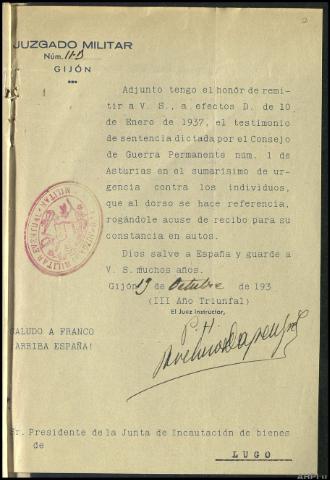 JUZGADO MILITAR
Núm. 11-D
GIJÓN
Adjunto tengo el honor de remi-
tir a V. S., a efectos D. de 10
de Enero de 1937, el testimonio
de sentencia dictada por el Consejo
de Guerra Permanente núm. 1 de
Asturias en el sumarísimo de ur-
gencia contra los individuos,
que al dorso se hace referencia,
rogándole acuse de recibo para su
constancia en autos.
Dios salve a España y guarde a
V. S. muchos años.
Gijón 19 de Octubre de 193
(III Año Triunfal)
El Juez Instructor,
P. H.
SALUDO A FRANCO
ARRIBA ESPAÑA!
Sr. Presidente de la Junta de Incautación de bienes
de
LUGO